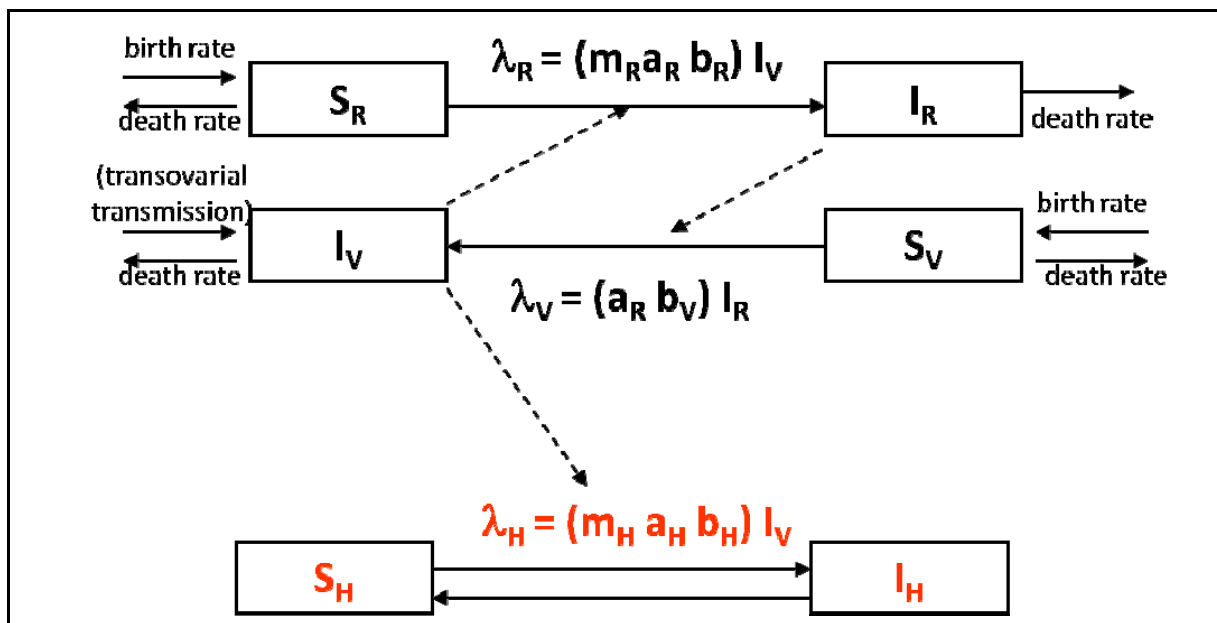 birth rate
λR = (mRaR bR) IV
SR
IR
death rate
death rate
(transovarial
transmission)
birth rate
IV
SV
death rate
death rate
λV = (aR bV) IR
λH = (mH aH bH) IV
SH
IH